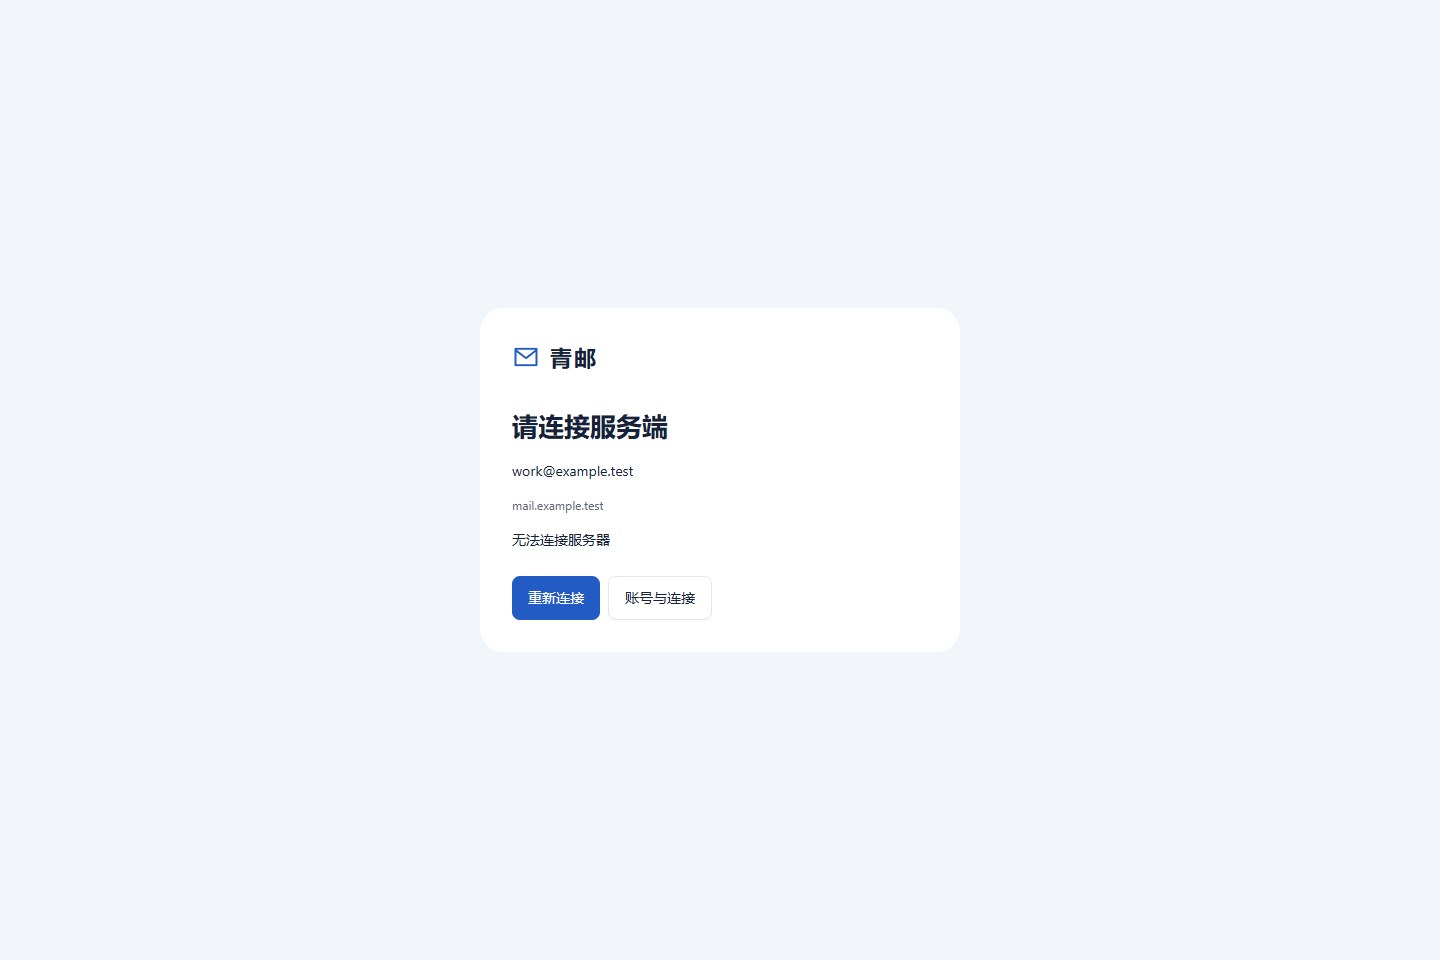 青邮
请连接服务端
work@example.test
mail.example.test
无法连接服务器
重新连接
账号与连接